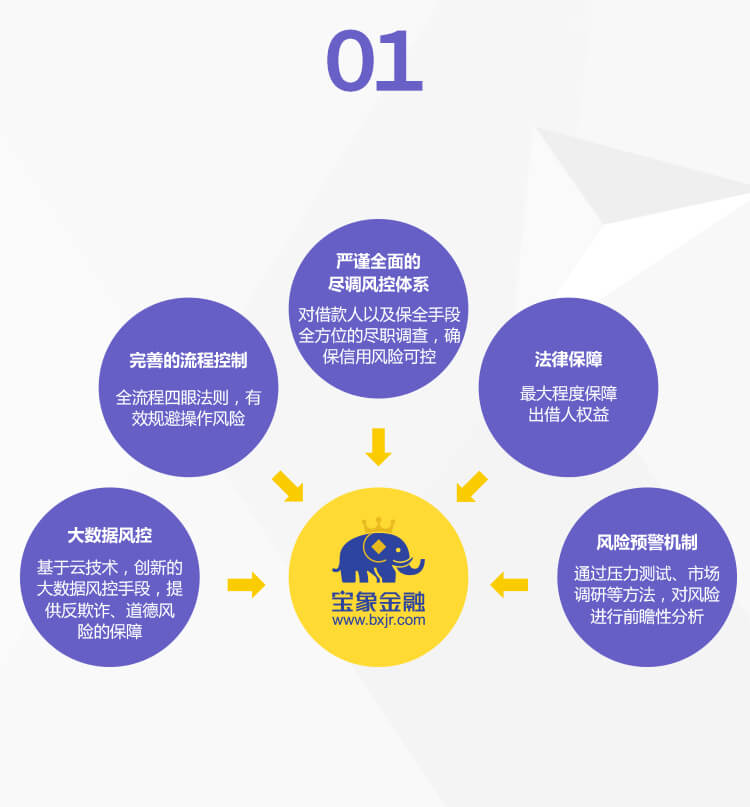 01
严谨全面的
尽调风控体系
对借款人以及保全手段
全方位的尽职调查，确
保信用风险可控
完善的流程控制
全流程四眼法则，有
效规避操作风险
法律保障
最大程度保障
出借人权益
大数据风控
基于云技术，创新的
大数据风控手段，提
供反欺诈、道德风
险的保障
风险预警机制
通过压力测试、市场
调研等方法，对风险
进行前瞻性分析
宝象金融
www.bxjr.com